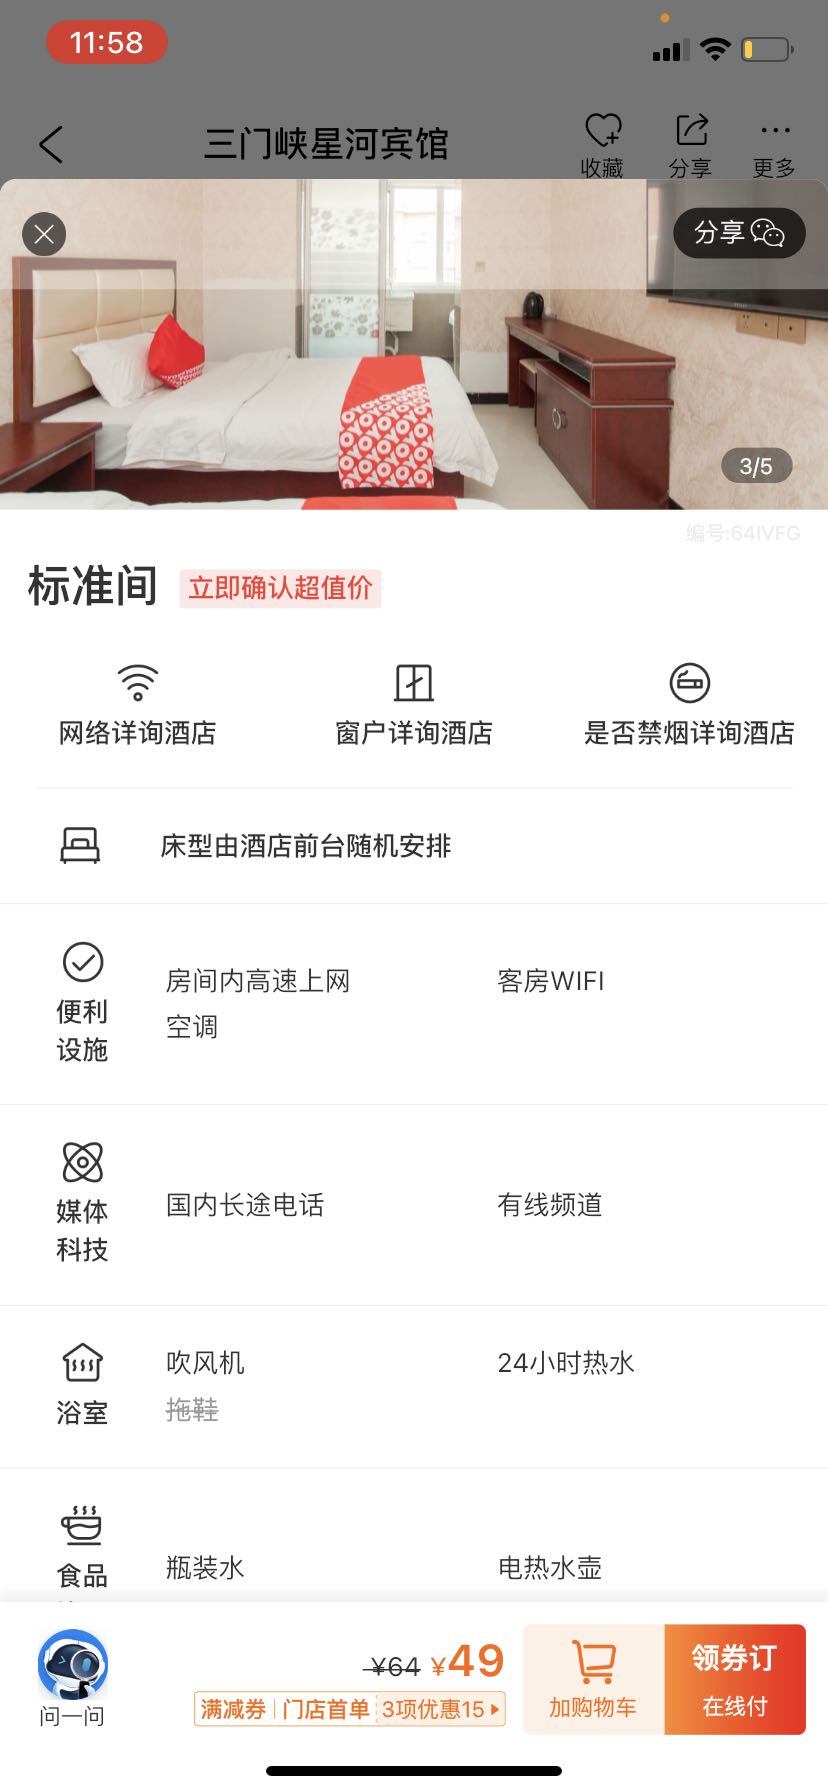 11:58
三门峡星河宾馆
收藏
分享
更多
分享
OYO OYO OYO
3/5
编号:64IVFG
标准间
立即确认超值价
网络详询酒店
窗户详询酒店
是否禁烟详询酒店
床型由酒店前台随机安排
便利设施
房间内高速上网
客房WIFI
空调
媒体科技
国内长途电话
有线频道
浴室
吹风机
24小时热水
拖鞋
食品
瓶装水
电热水壶
问一问
¥64 ¥49
满减券 门店首单 3项优惠15
加购物车
领券订
在线付